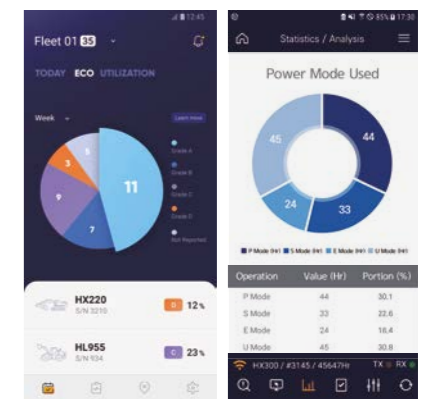 12:45
Fleet 01 35
TODAY ECO UTILIZATION
Week
Learn more
5
3
11
9
7
Grade A
Grade B
Grade C
Grade D
Not Reported
HX220
S/N 3210
D 12%
HL955
S/N 934
C 23%
85% 17:30
Statistics / Analysis
Power Mode Used
45
44
24
33
P Mode (Hr) S Mode (Hr) E Mode (Hr) U Mode (Hr)
Operation Value (Hr) Portion (%)
P Mode 44 30.1
S Mode 33 22.6
E Mode 24 16.4
U Mode 45 30.8
HX300 / #3145 / 45647Hr TX RX